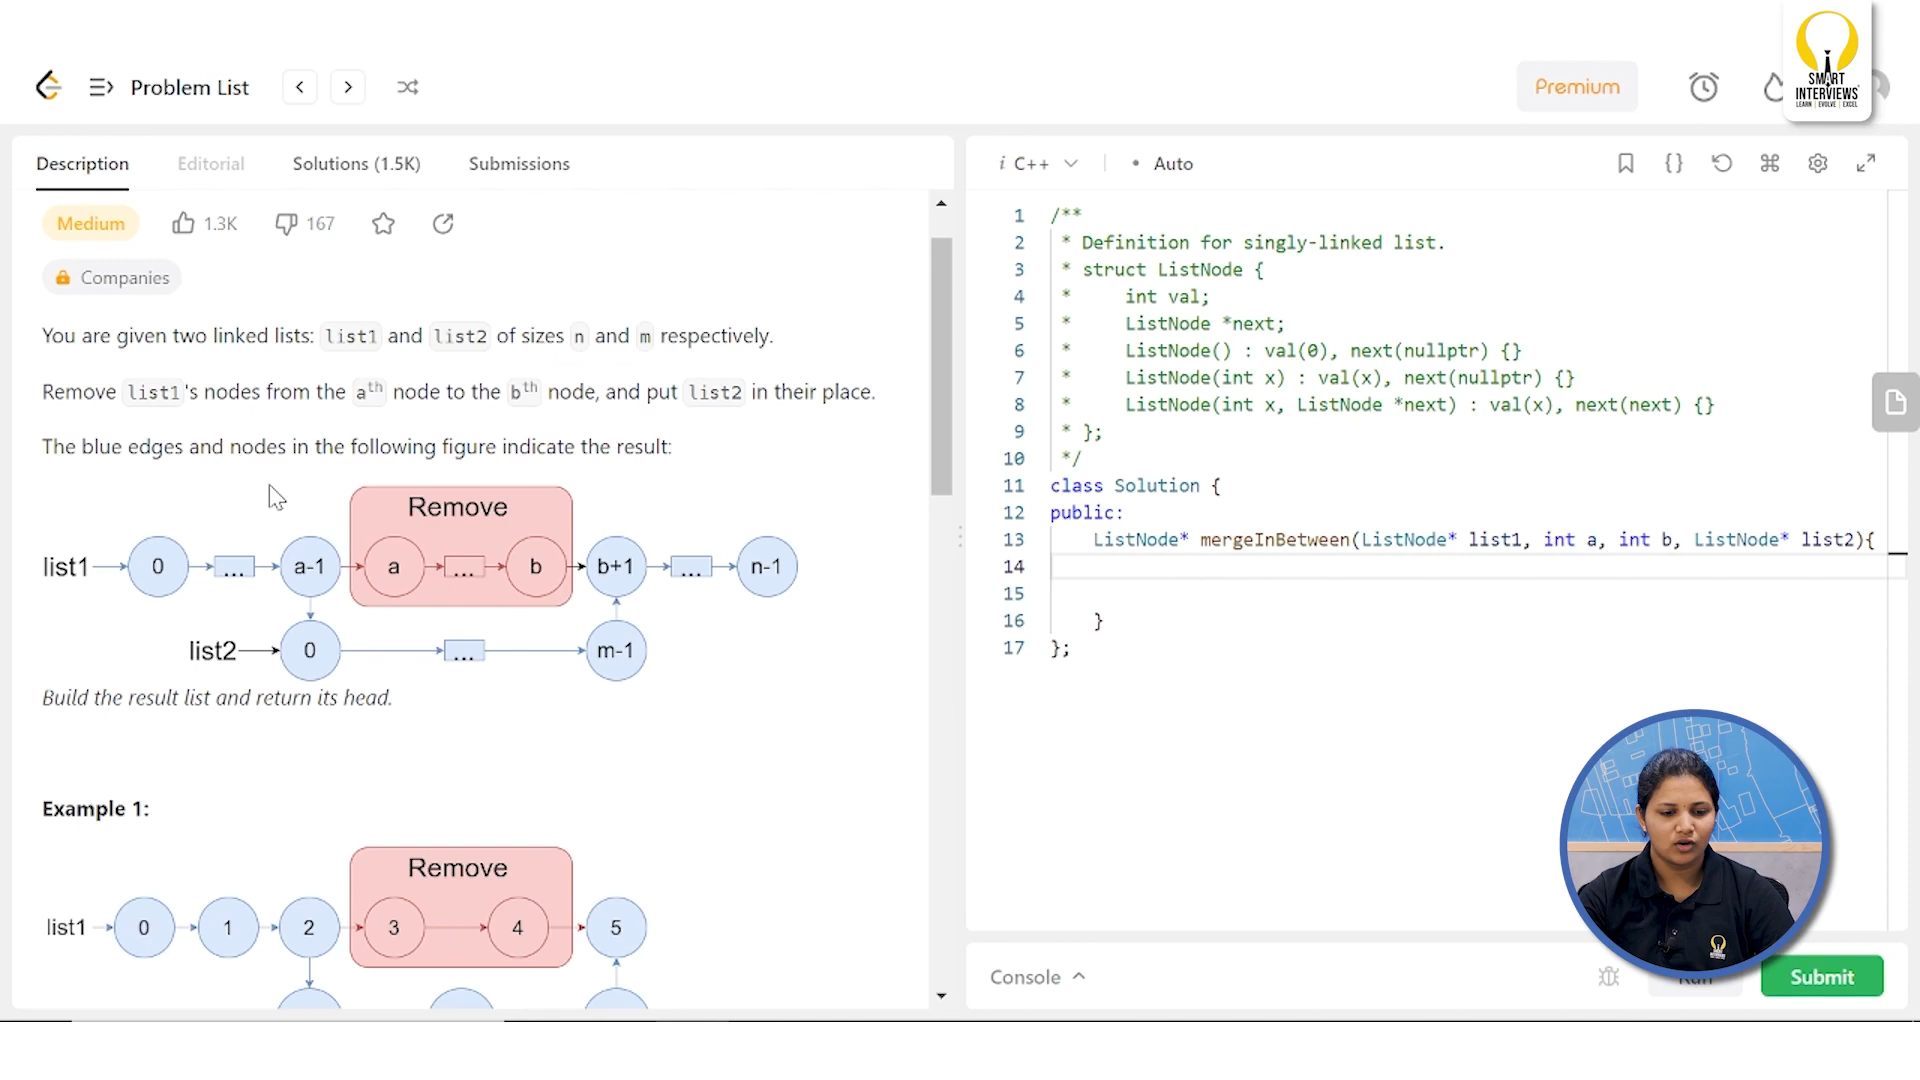 Problem List
Premium
SMART
INTERVIEWS
LEARN | EVOLVE | EXCEL
Description
Editorial
Solutions (1.5K)
Submissions
Medium
1.3K
167
Companies
You are given two linked lists: list1 and list2 of sizes n and m respectively.
Remove list1's nodes from the ath node to the bth node, and put list2 in their place.
The blue edges and nodes in the following figure indicate the result:
Remove
list1 0 ... a-1 a ... b b+1 ... n-1
list2 0 ... m-1
Build the result list and return its head.
Example 1:
Remove
list1 0 1 2 3 4 5
i C++
• Auto
1 /**
2 * Definition for singly-linked list.
3 * struct ListNode {
4 * int val;
5 * ListNode *next;
6 * ListNode() : val(0), next(nullptr) {}
7 * ListNode(int x) : val(x), next(nullptr) {}
8 * ListNode(int x, ListNode *next) : val(x), next(next) {}
9 * };
10 */
11 class Solution {
12 public:
13 ListNode* mergeInBetween(ListNode* list1, int a, int b, ListNode* list2){
14
15
16 }
17 };
Console
Run
Submit